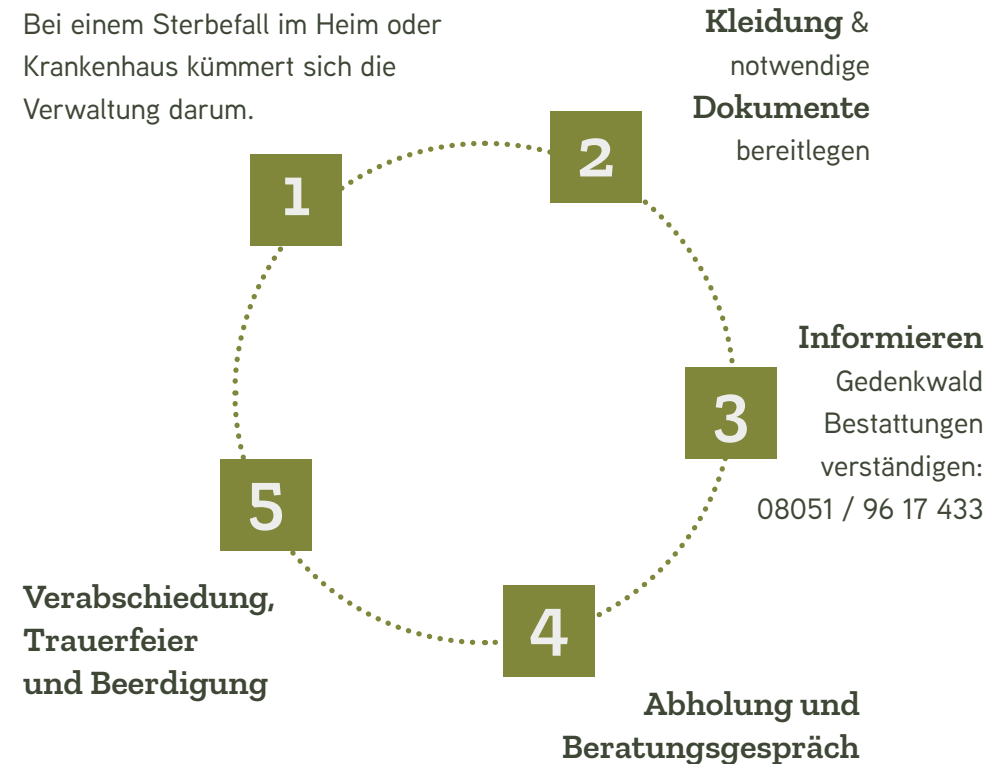 Bei einem Sterbefall im Heim oder
Krankenhaus kümmert sich die
Verwaltung darum.
1
2
Kleidung &
notwendige
Dokumente
bereitlegen
3
Informieren
Gedenkwald
Bestattungen
verständigen:
08051 / 96 17 433
4
Abholung und
Beratungsgespräch
5
Verabschiedung,
Trauerfeier
und Beerdigung